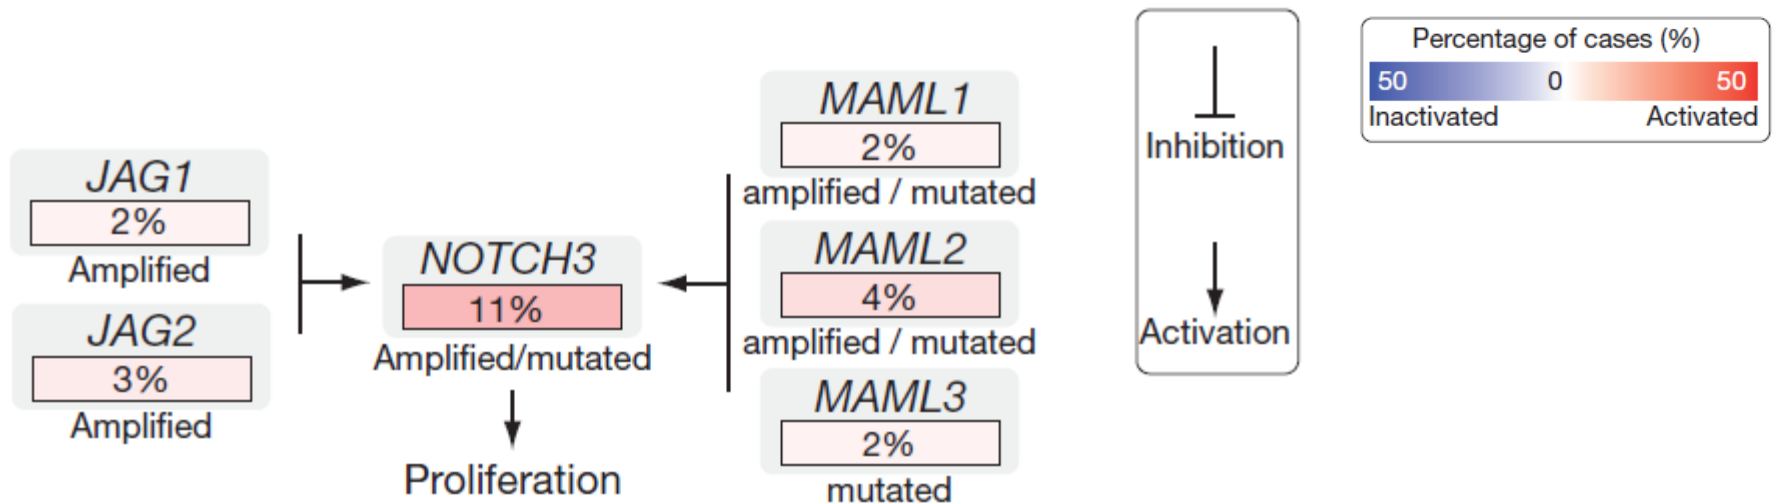 JAG1
2%
Amplified
JAG2
3%
Amplified
NOTCH3
11%
Amplified/mutated
Proliferation
MAML1
2%
amplified / mutated
MAML2
4%
amplified / mutated
MAML3
2%
mutated
Inhibition
Activation
Percentage of cases (%)
50 0 50
Inactivated Activated